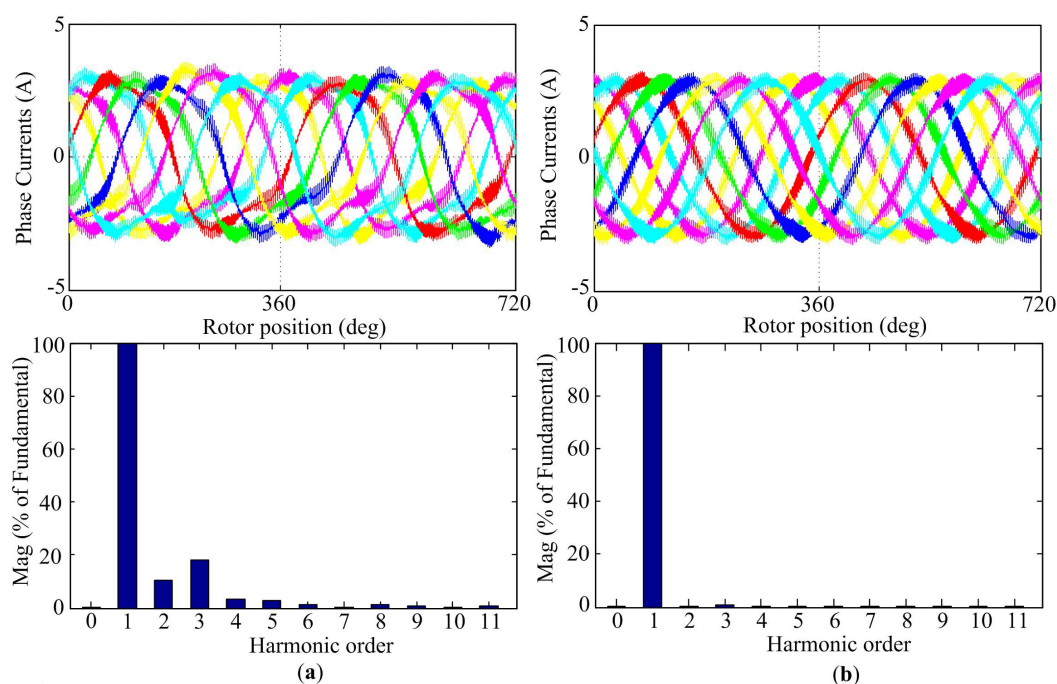 5
0
-5
Phase Currents (A)
0 360 720
Rotor position (deg)
100
80
60
40
20
0
Mag (% of Fundamental)
0 1 2 3 4 5 6 7 8 9 10 11
Harmonic order
(a)
5
0
-5
Phase Currents (A)
0 360 720
Rotor position (deg)
100
80
60
40
20
0
Mag (% of Fundamental)
0 1 2 3 4 5 6 7 8 9 10 11
Harmonic order
(b)